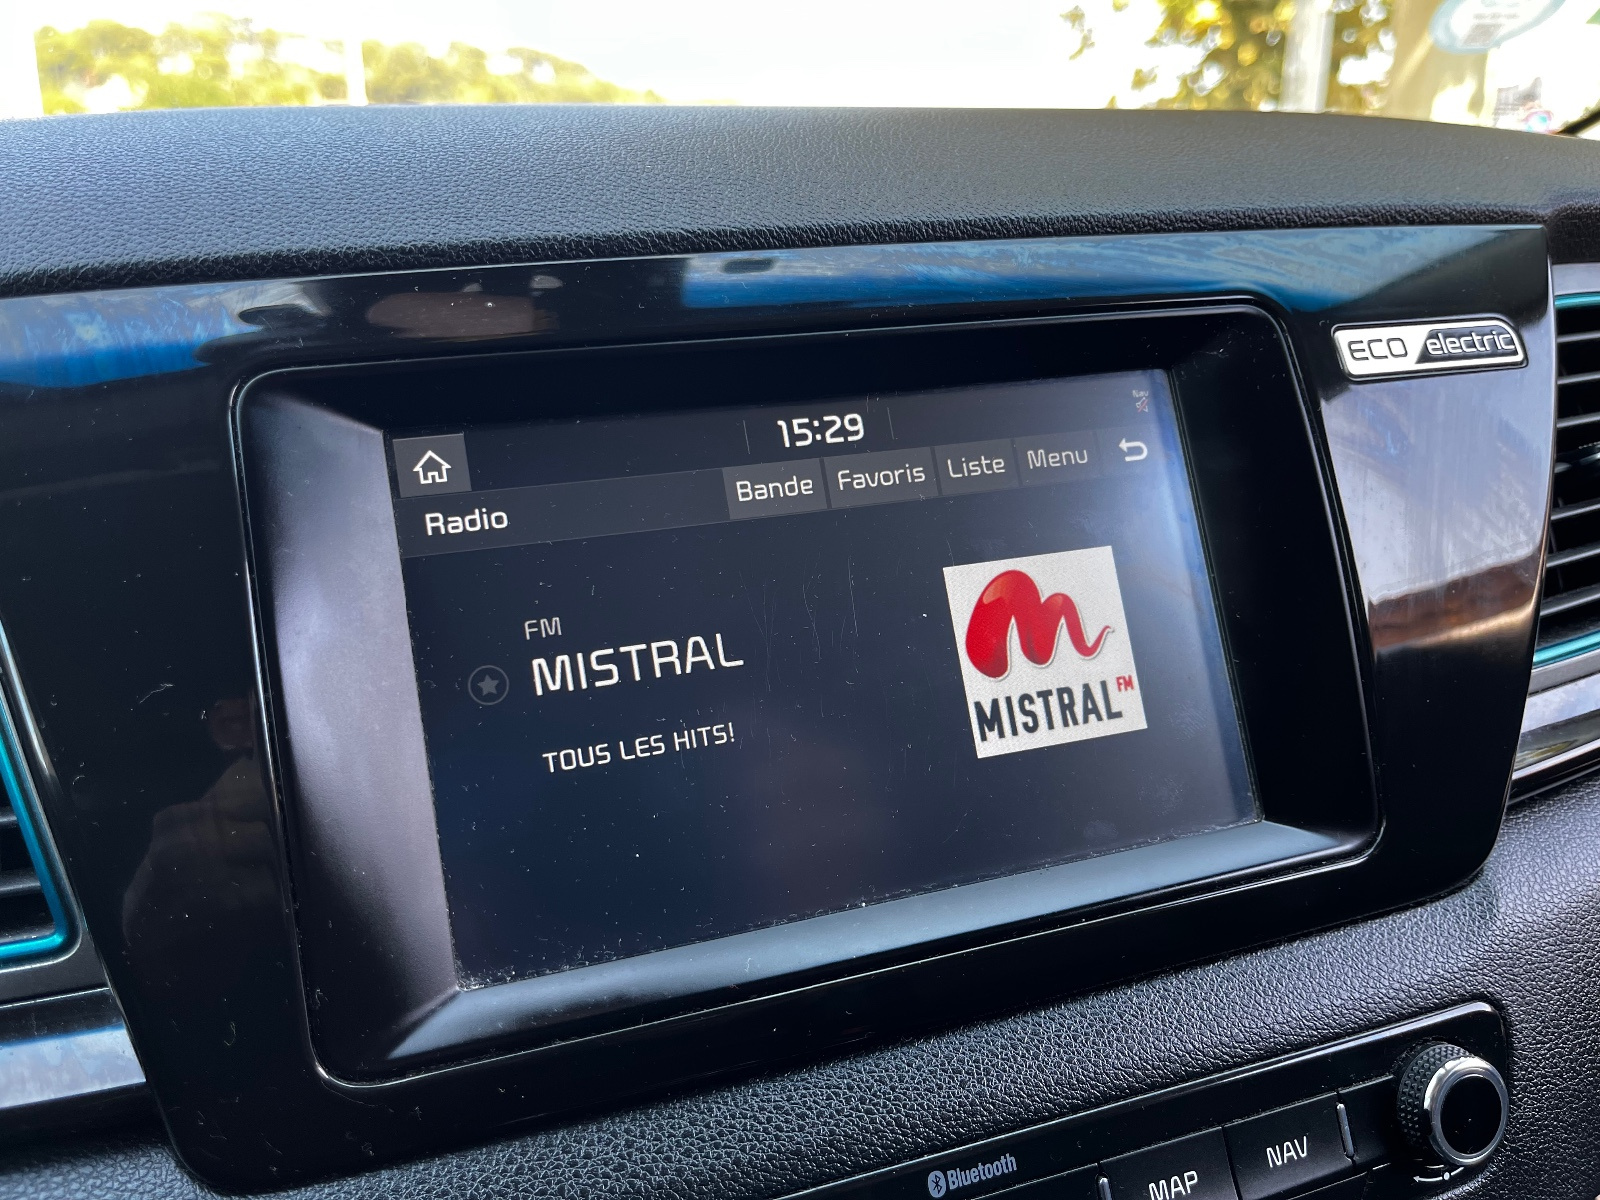 15:29
Nav
Radio
Bande
Favoris
Liste
Menu
FM
MISTRAL
TOUS LES HITS!
MISTRAL FM
ECO electric
Bluetooth
MAP
NAV